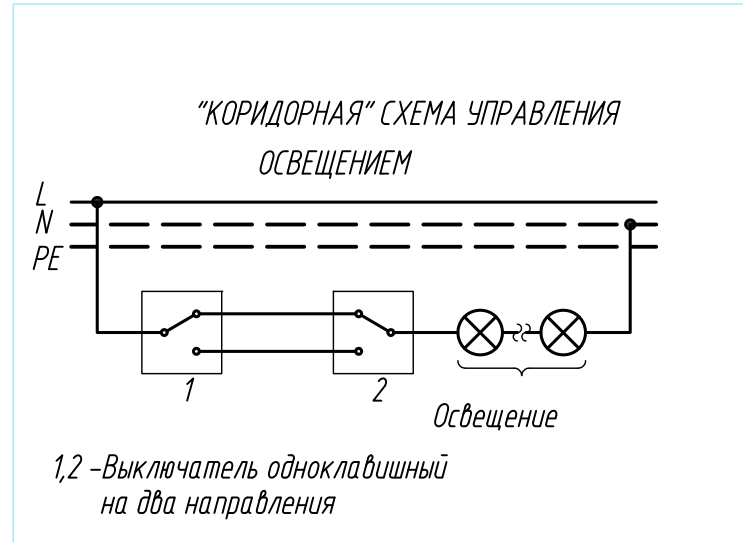 "КОРИДОРНАЯ" СХЕМА УПРАВЛЕНИЯ
ОСВЕЩЕНИЕМ
L
N
PE
1
2
Освещение
1,2 -Выключатель одноклавишный
на два направления